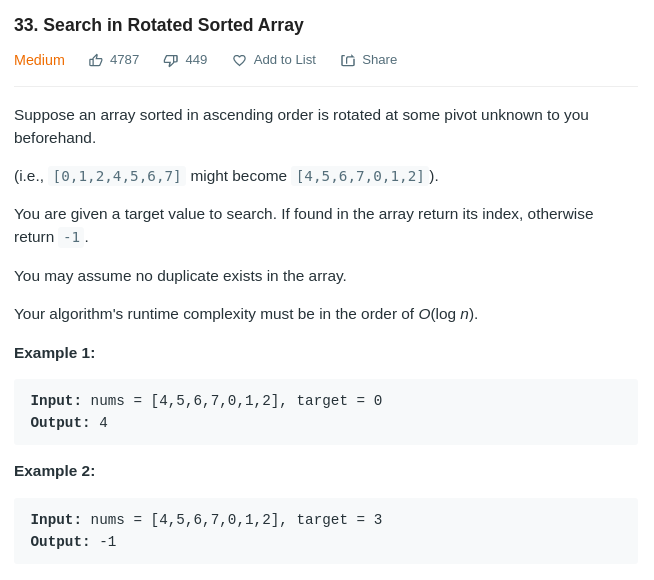 33. Search in Rotated Sorted Array
Medium 4787 449 Add to List Share
Suppose an array sorted in ascending order is rotated at some pivot unknown to you
beforehand.
(i.e., [0,1,2,4,5,6,7] might become [4,5,6,7,0,1,2]).
You are given a target value to search. If found in the array return its index, otherwise
return -1.
You may assume no duplicate exists in the array.
Your algorithm's runtime complexity must be in the order of O(log n).
Example 1:
Input: nums = [4,5,6,7,0,1,2], target = 0
Output: 4
Example 2:
Input: nums = [4,5,6,7,0,1,2], target = 3
Output: -1